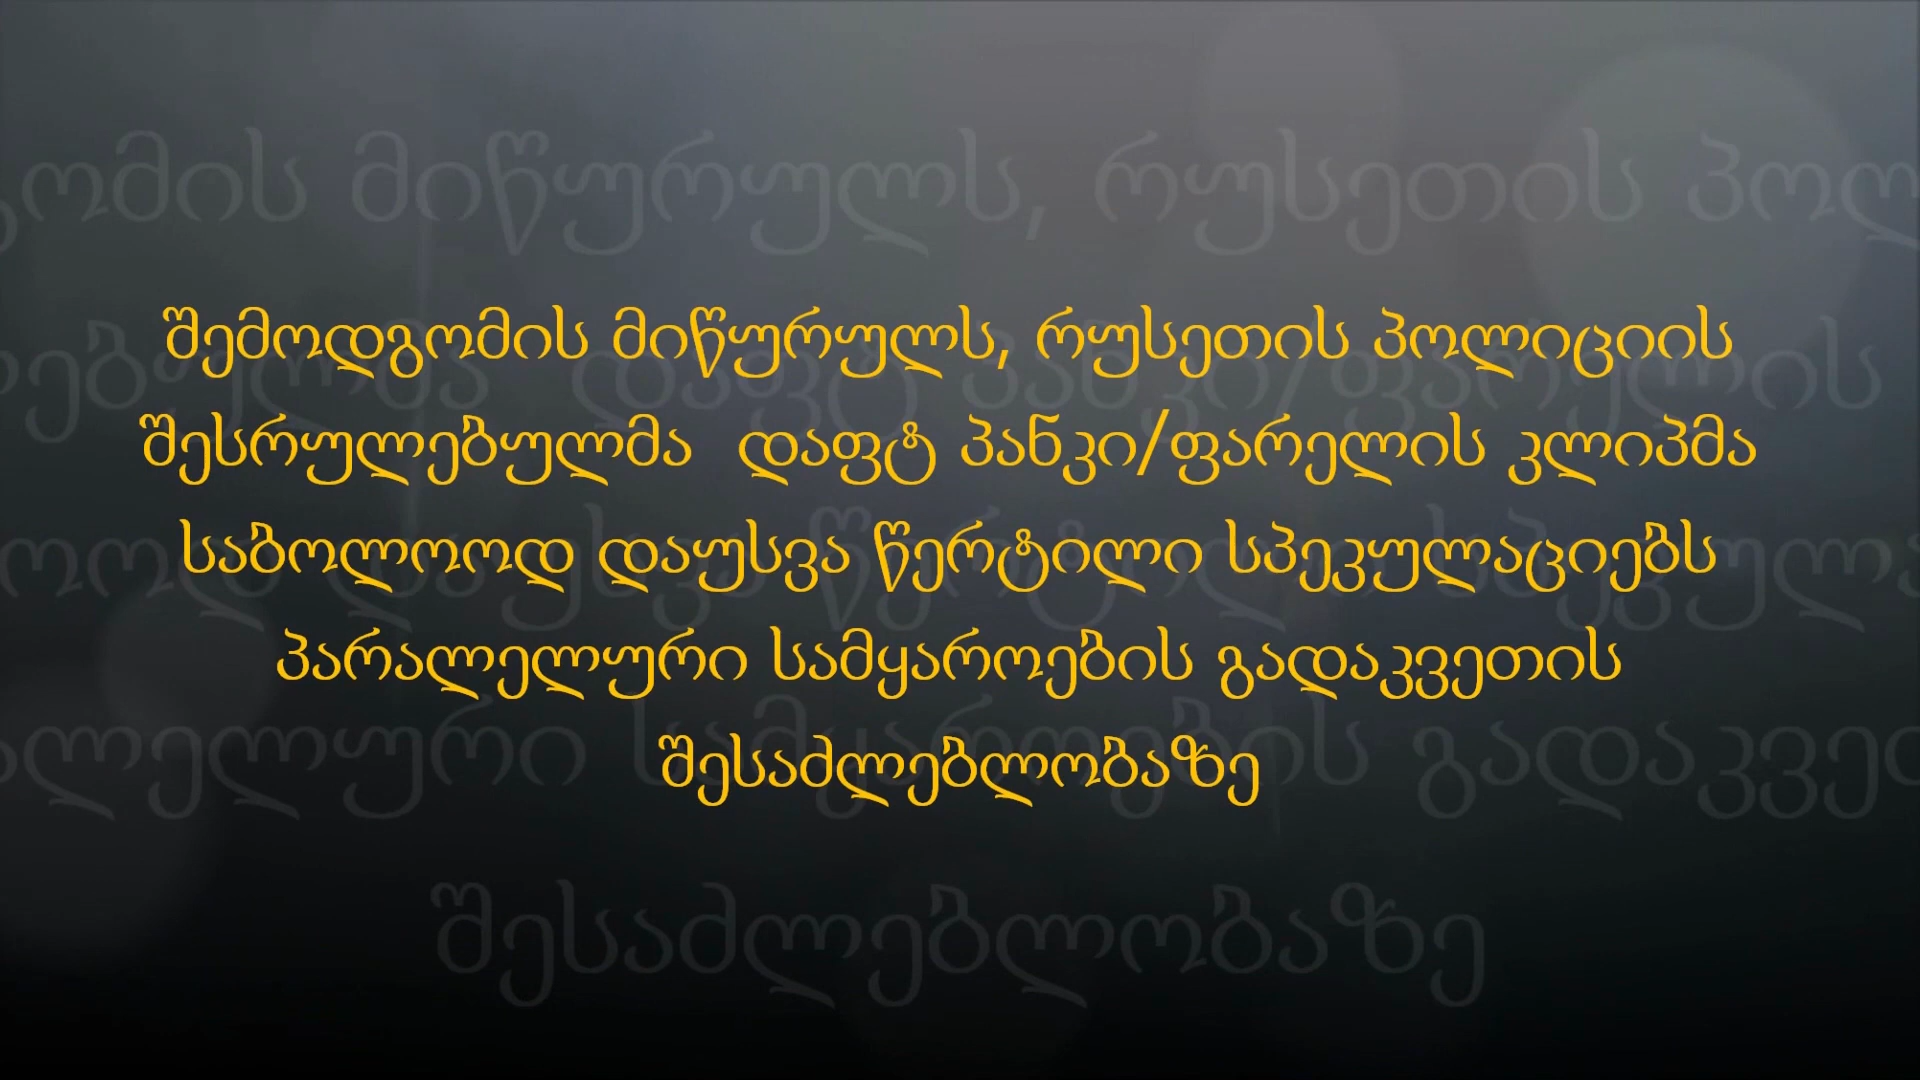 შემოდგომის მიწურულს, რუსეთის პოლიციის
შესრულებულმა  დაფტ პანკი/ფარელის კლიპმა
საბოლოოდ დაუსვა წერტილი სპეკულაციებს
პარალელური სამყაროების გადაკვეთის
შესაძლებლობაზე